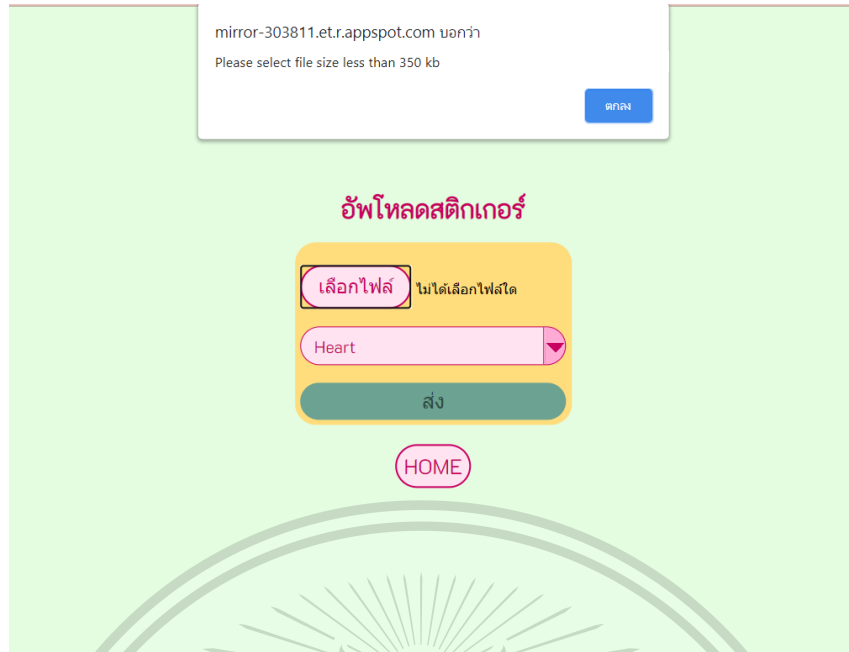 mirror-303811.et.r.appspot.com บอกว่า
Please select file size less than 350 kb
ตกลง
อัพโหลดสติกเกอร์
เลือกไฟล์ ไม่ได้เลือกไฟล์ใด
Heart
ส่ง
HOME